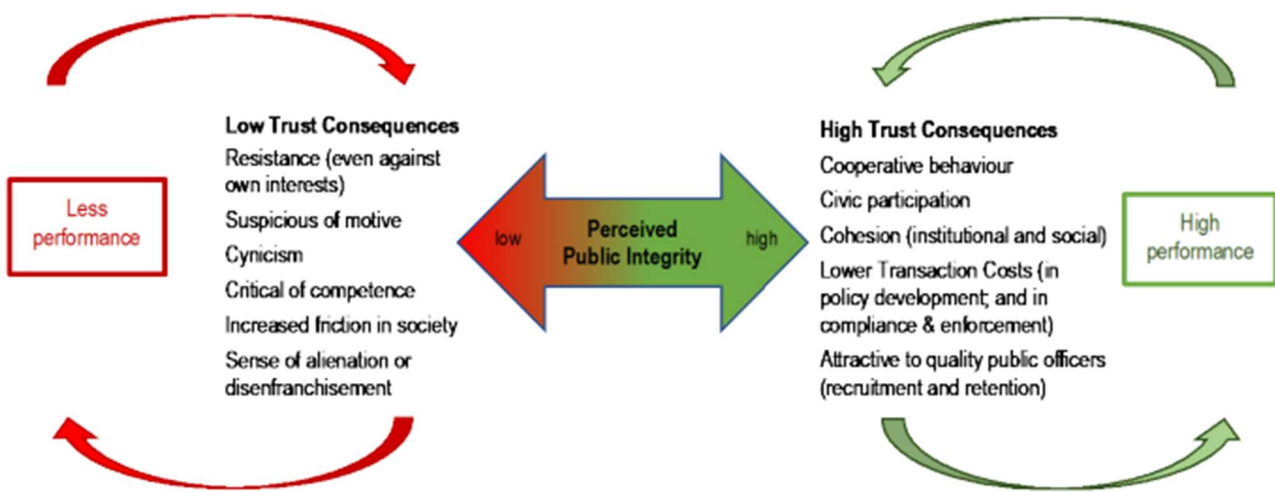 Less
performance
Low Trust Consequences
Resistance (even against
own interests)
Suspicious of motive
Cynicism
Critical of competence
Increased friction in society
Sense of alienation or
disenfranchisement
low
Perceived
Public Integrity
high
High Trust Consequences
Cooperative behaviour
Civic participation
Cohesion (institutional and social)
Lower Transaction Costs (in
policy development; and in
compliance & enforcement)
Attractive to quality public officers
(recruitment and retention)
High
performance